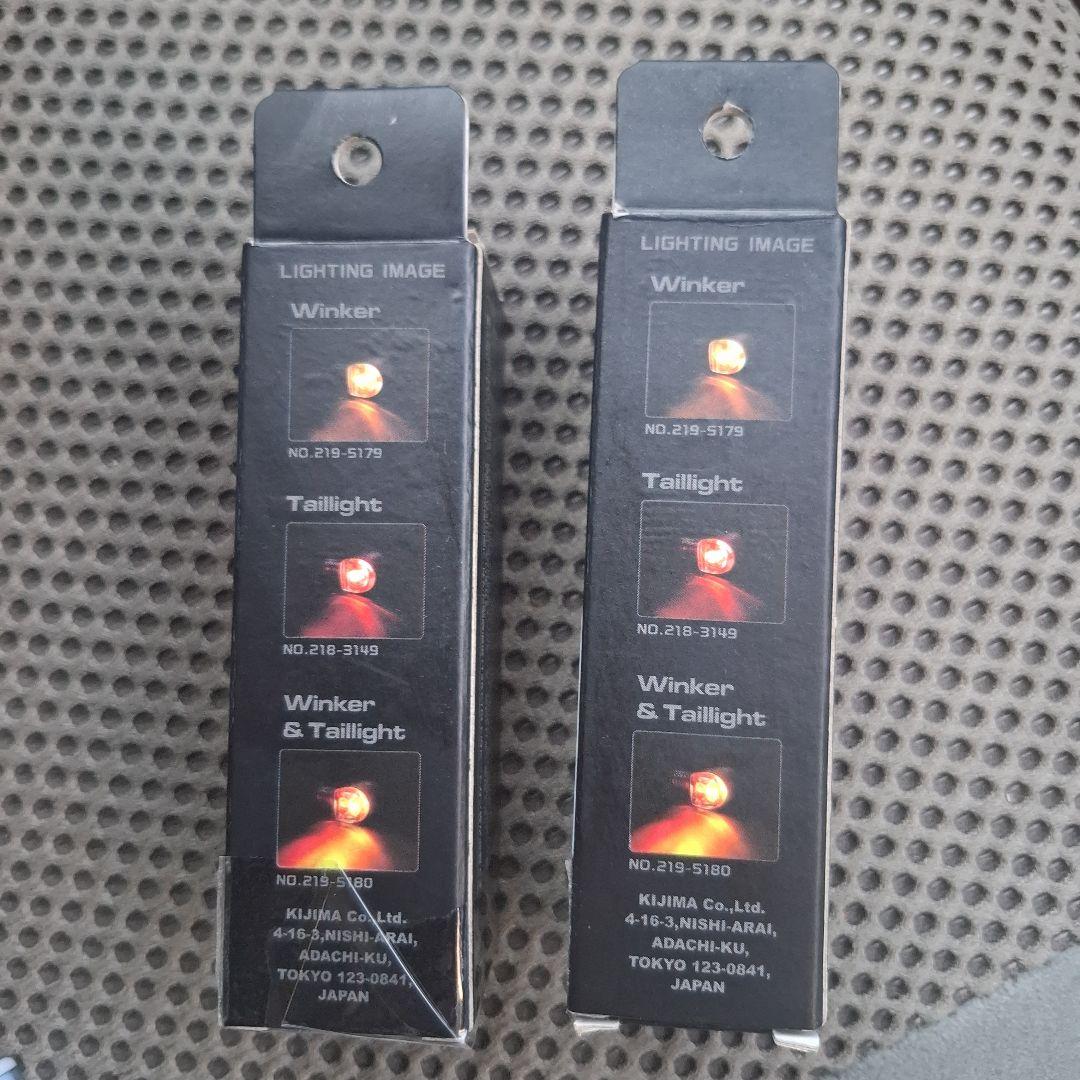 LIGHTING IMAGE
Winker
NO.219-5179
Taillight
NO.218-3149
Winker
& Taillight
NO.219-5180
KIJIMA Co.,Ltd.
4-16-3,NISHI-ARAI,
ADACHI-KU,
TOKYO 123-0841,
JAPAN
LIGHTING IMAGE
Winker
NO.219-5179
Taillight
NO.218-3149
Winker
& Taillight
NO.219-5180
KIJIMA Co.,Ltd.
4-16-3,NISHI-ARAI,
ADACHI-KU,
TOKYO 123-0841,
JAPAN